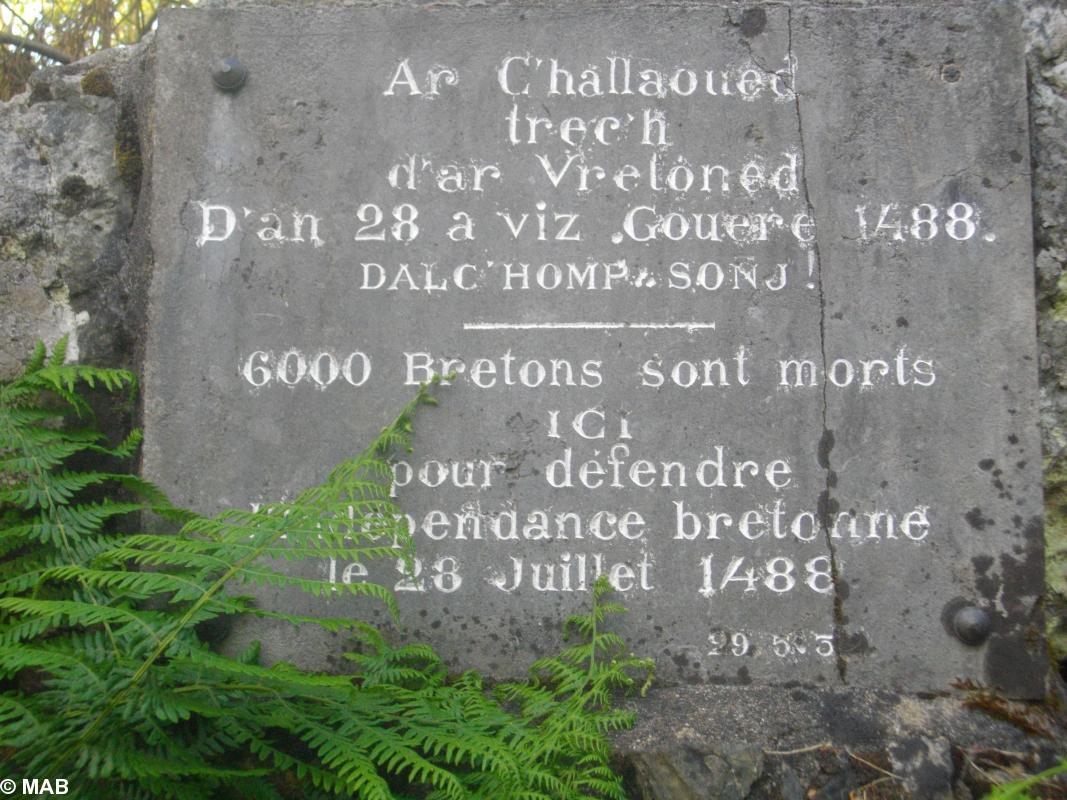 Ar C'hallaoued
trec'h
d'ar Vretoned
D'an 28 a viz Gouere 1488.
DALC'HOMP SONJ!
6000 Bretons sont morts
ICI
pour défendre
l'indépendance bretonne
le 28 Juillet 1488
© MAB